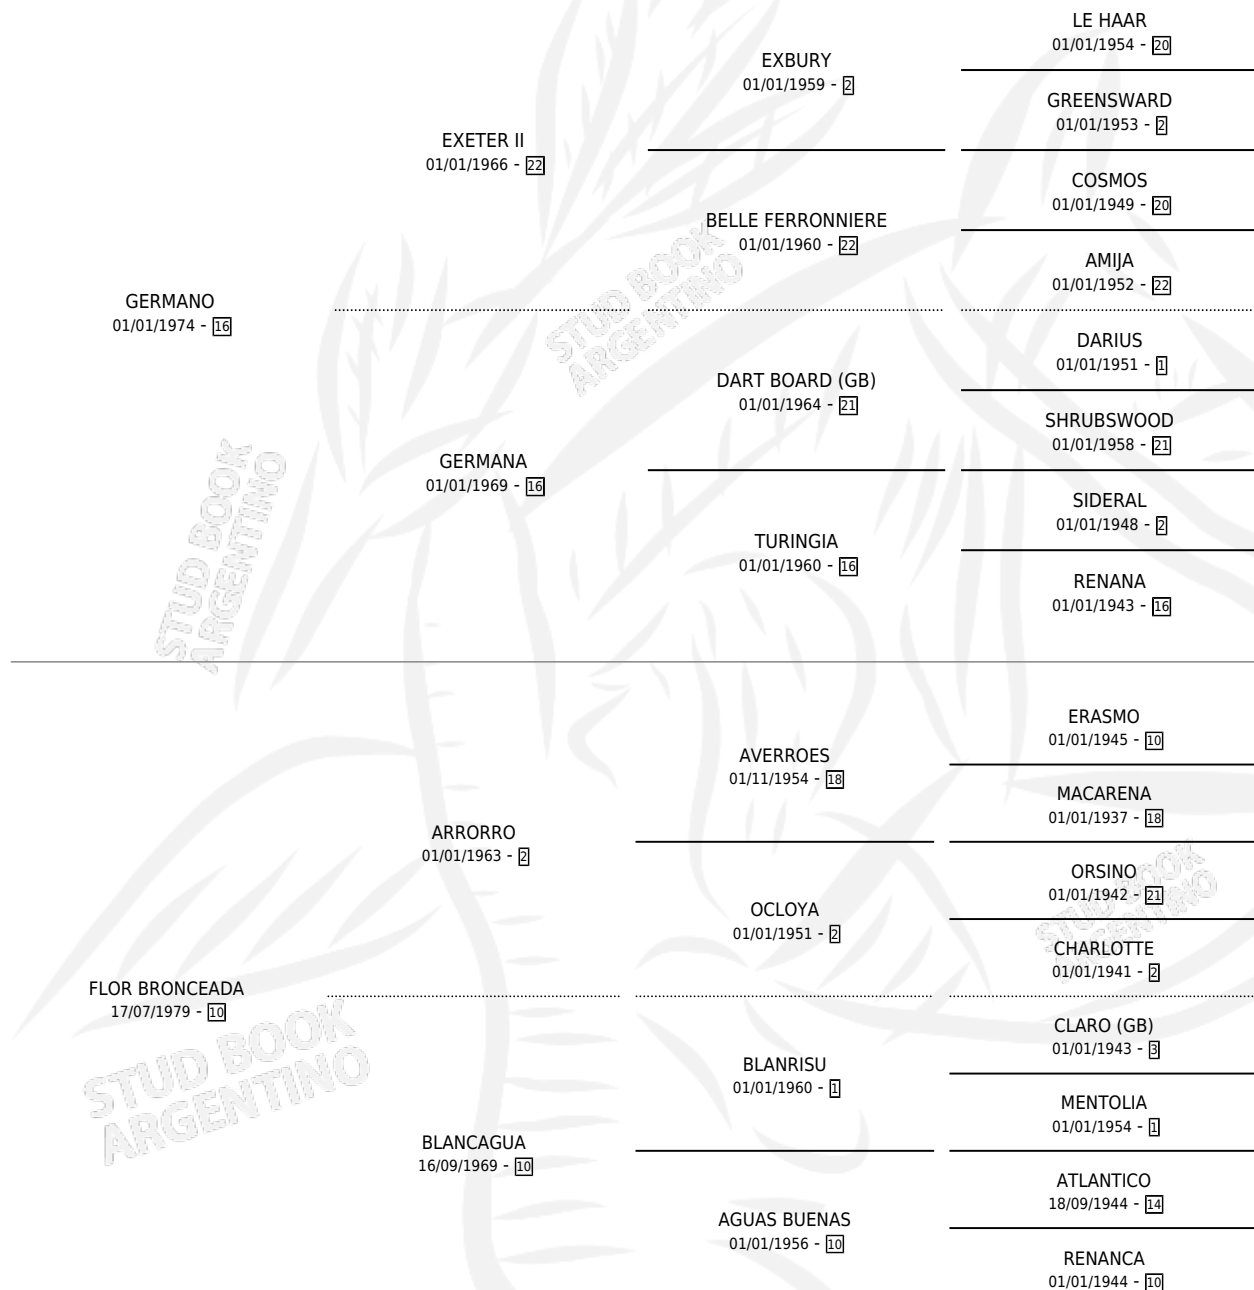 LE HAAR
01/01/1954 - 20
EXBURY
01/01/1959 - 2
GREENSWARD
01/01/1953 - 2
EXETER II
01/01/1966 - 22
COSMOS
01/01/1949 - 20
BELLE FERRONNIERE
01/01/1960 - 22
AMIJA
01/01/1952 - 22
GERMANO
01/01/1974 - 16
STUD BOOK
ARGENTINO
DARIUS
01/01/1951 - 1
DART BOARD (GB)
01/01/1964 - 21
SHRUBSWOOD
01/01/1958 - 21
GERMANA
01/01/1969 - 16
SIDERAL
01/01/1948 - 2
TURINGIA
01/01/1960 - 16
RENANA
01/01/1943 - 16
STUD BOOK
ARGENTINO
ERASMO
01/01/1945 - 10
AVERROES
01/11/1954 - 18
MACARENA
01/01/1937 - 18
ARRORRO
01/01/1963 - 2
ORSINO
01/01/1942 - 21
OCLOYA
01/01/1951 - 2
STUD BOOK
ARGENTINO
CHARLOTTE
01/01/1941 - 2
FLOR BRONCEADA
17/07/1979 - 10
CLARO (GB)
01/01/1943 - 3
STUD BOOK
ARGENTINO
BLANRISU
01/01/1960 - 1
MENTOLIA
01/01/1954 - 1
BLANCAGUA
16/09/1969 - 10
ATLANTICO
18/09/1944 - 14
AGUAS BUENAS
01/01/1956 - 10
RENANCA
01/01/1944 - 10